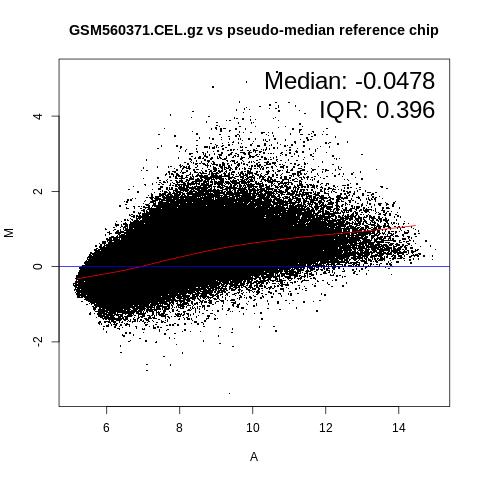 GSM560371.CEL.gz vs pseudo-median reference chip
Median: -0.0478
IQR: 0.396
4
2
0
-2
M
6 8 10 12 14
A